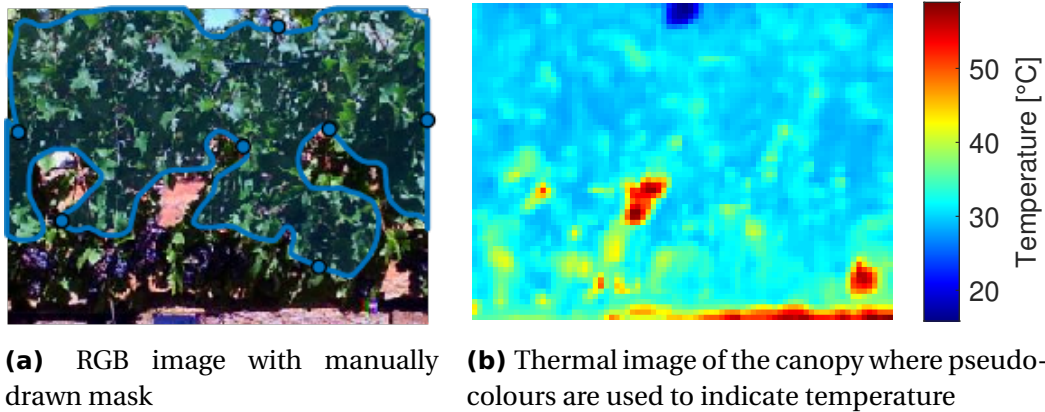 50
40
30
20
Temperature [°C]
(a) RGB image with manually
drawn mask
(b) Thermal image of the canopy where pseudo-
colours are used to indicate temperature